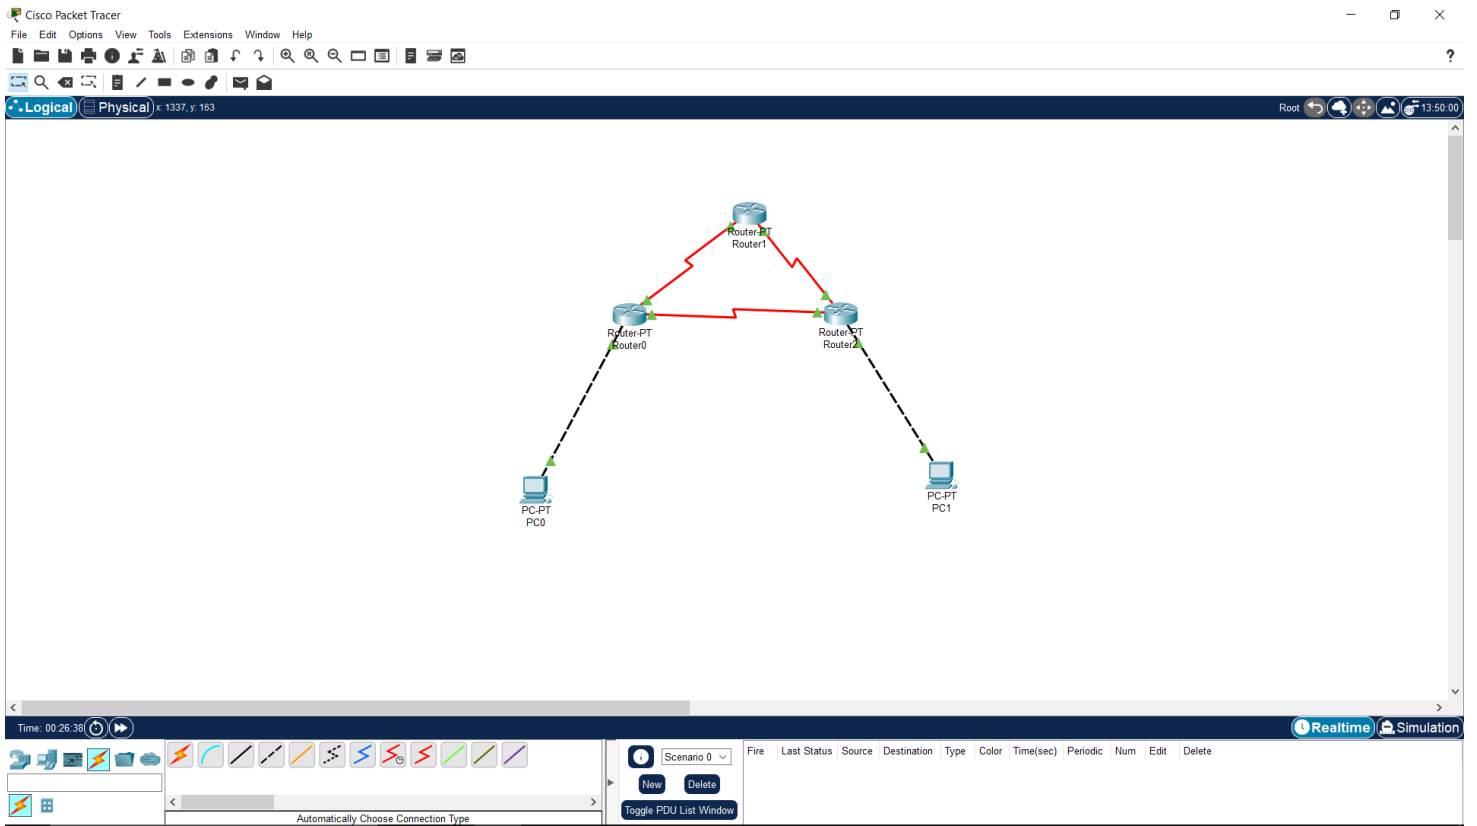 Cisco Packet Tracer
File Edit Options View Tools Extensions Window Help
?
Logical Physical x: 1337, y: 163 Root 13:50:00
Router-PT
Router1
Router-PT
Router0
Router-PT
Router2
PC-PT
PC0
PC-PT
PC1
Time: 00:26:38 Realtime Simulation
Scenario 0
New Delete
Toggle PDU List Window
Fire Last Status Source Destination Type Color Time(sec) Periodic Num Edit Delete
Automatically Choose Connection Type